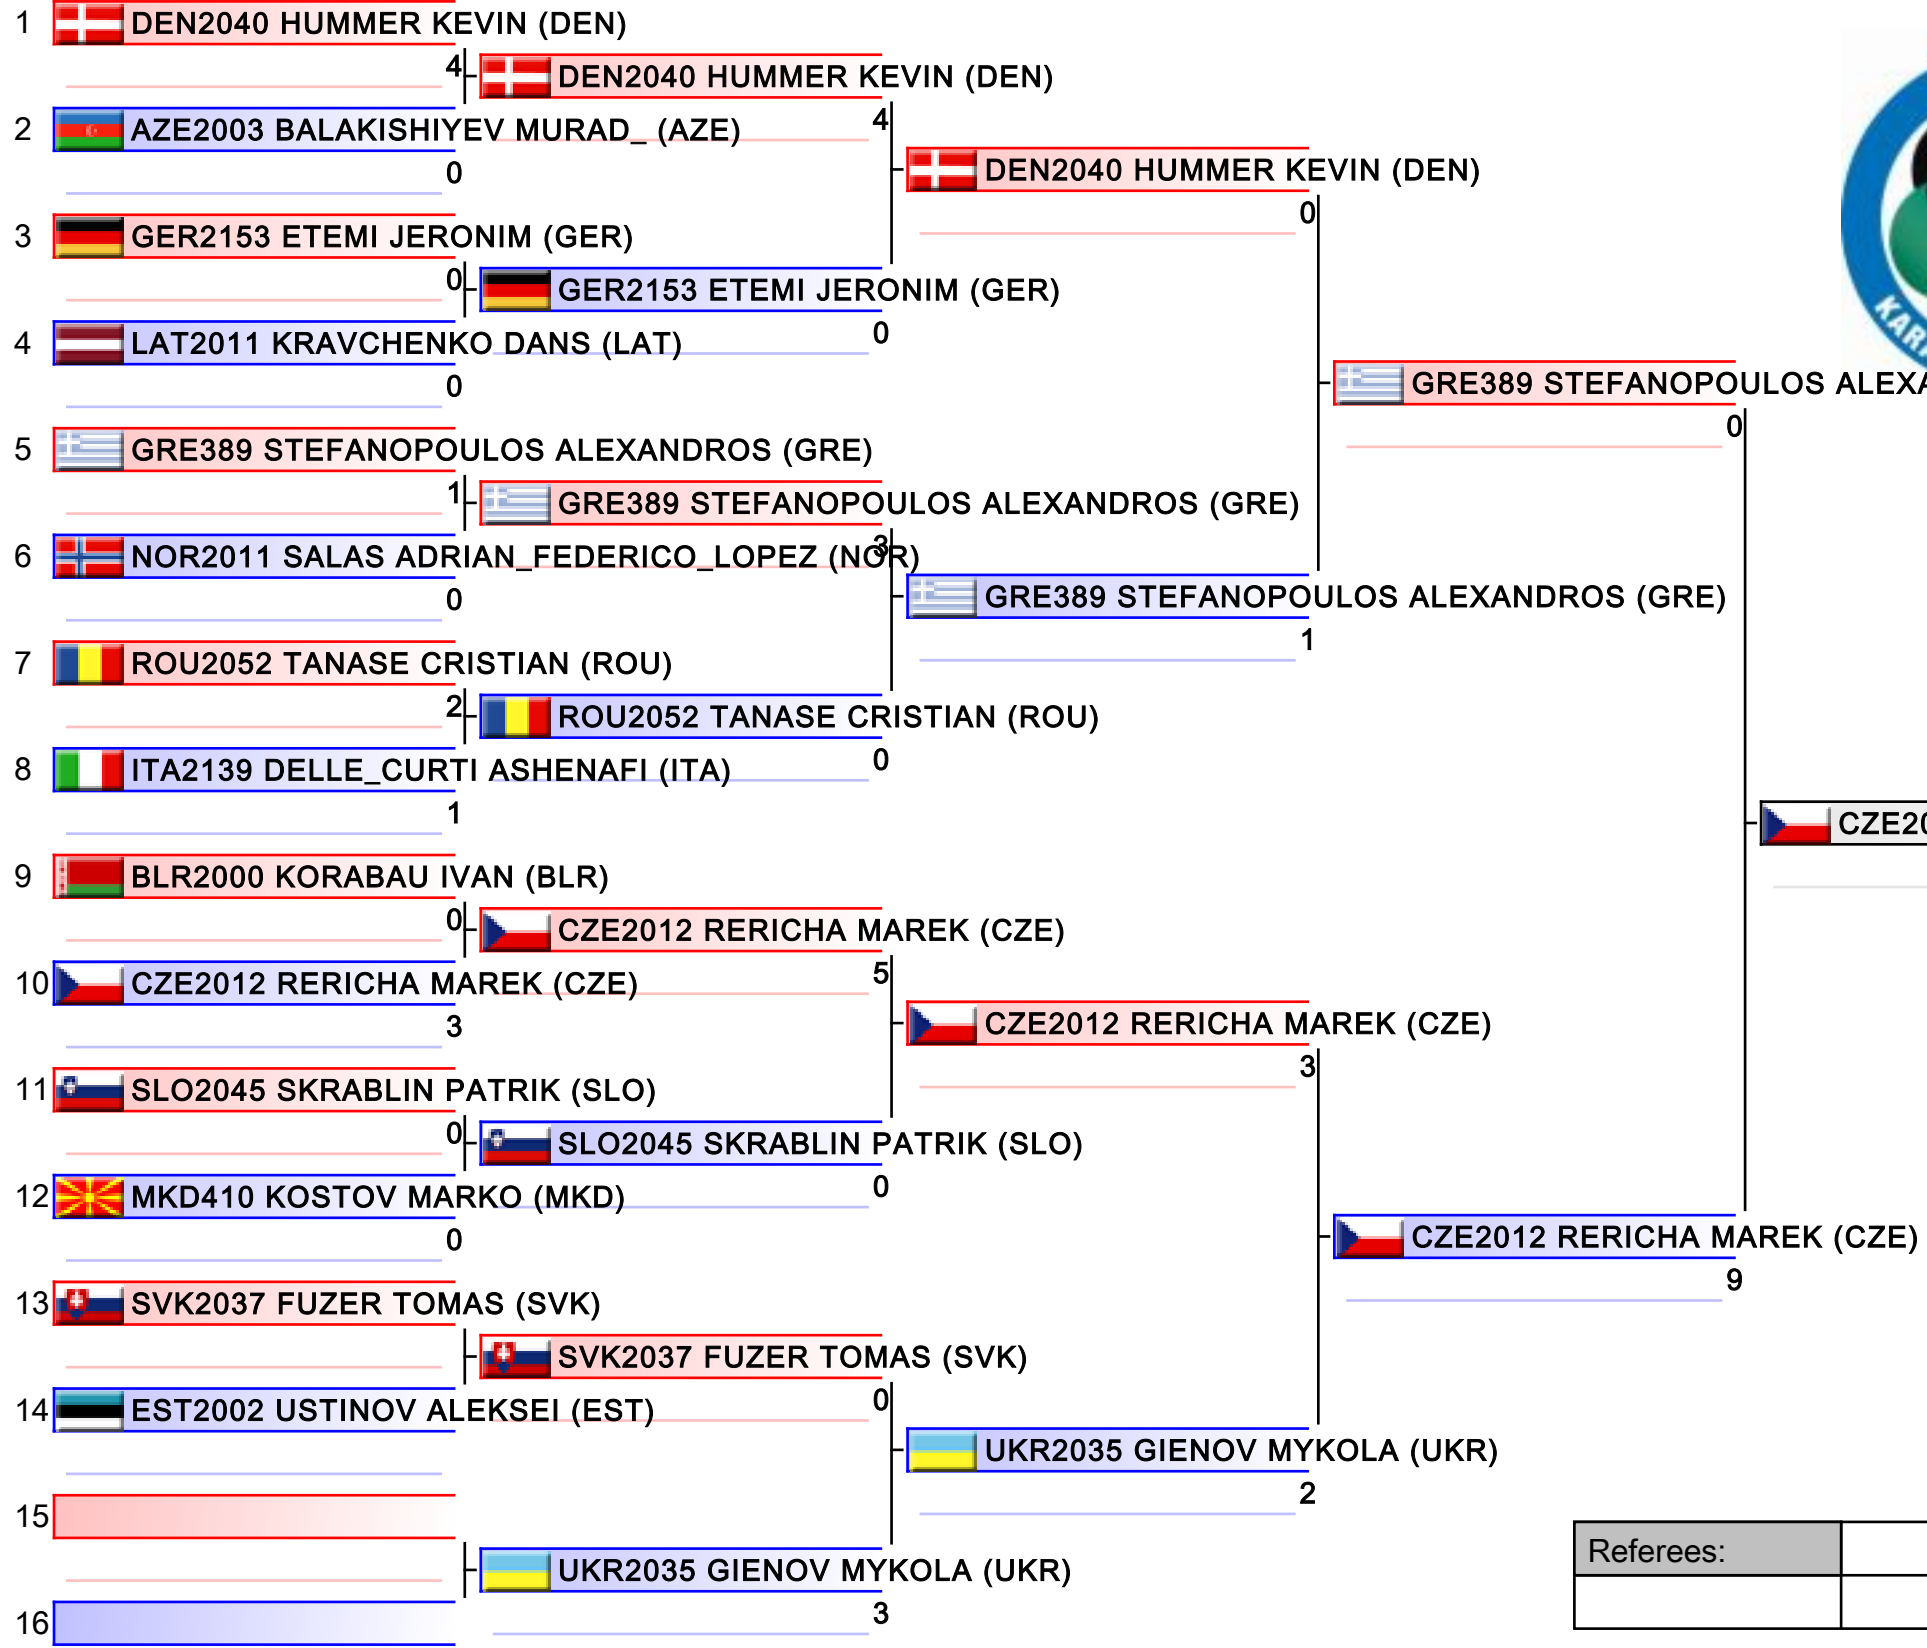 1 DEN2040 HUMMER KEVIN (DEN)
4 DEN2040 HUMMER KEVIN (DEN)
2 AZE2003 BALAKISHIYEV MURAD_ (AZE) 4
0 DEN2040 HUMMER KEVIN (DEN)
0
3 GER2153 ETEMI JERONIM (GER)
0 GER2153 ETEMI JERONIM (GER)
4 LAT2011 KRAVCHENKO DANS (LAT) 0
0 GRE389 STEFANOPOULOS ALEXA
0
5 GRE389 STEFANOPOULOS ALEXANDROS (GRE)
1 GRE389 STEFANOPOULOS ALEXANDROS (GRE)
6 NOR2011 SALAS ADRIAN_FEDERICO_LOPEZ (NOR) 3
0 GRE389 STEFANOPOULOS ALEXANDROS (GRE)
1
7 ROU2052 TANASE CRISTIAN (ROU)
2 ROU2052 TANASE CRISTIAN (ROU)
8 ITA2139 DELLE_CURTI ASHENAFI (ITA) 0
1 CZE20
9 BLR2000 KORABAU IVAN (BLR)
0 CZE2012 RERICHA MAREK (CZE)
10 CZE2012 RERICHA MAREK (CZE) 5
3 CZE2012 RERICHA MAREK (CZE)
3
11 SLO2045 SKRABLIN PATRIK (SLO)
0 SLO2045 SKRABLIN PATRIK (SLO)
12 MKD410 KOSTOV MARKO (MKD) 0
0 CZE2012 RERICHA MAREK (CZE)
9
13 SVK2037 FUZER TOMAS (SVK)
SVK2037 FUZER TOMAS (SVK)
14 EST2002 USTINOV ALEKSEI (EST) 0
UKR2035 GIENOV MYKOLA (UKR)
2
15
UKR2035 GIENOV MYKOLA (UKR)
16 3
Referees:
KARA